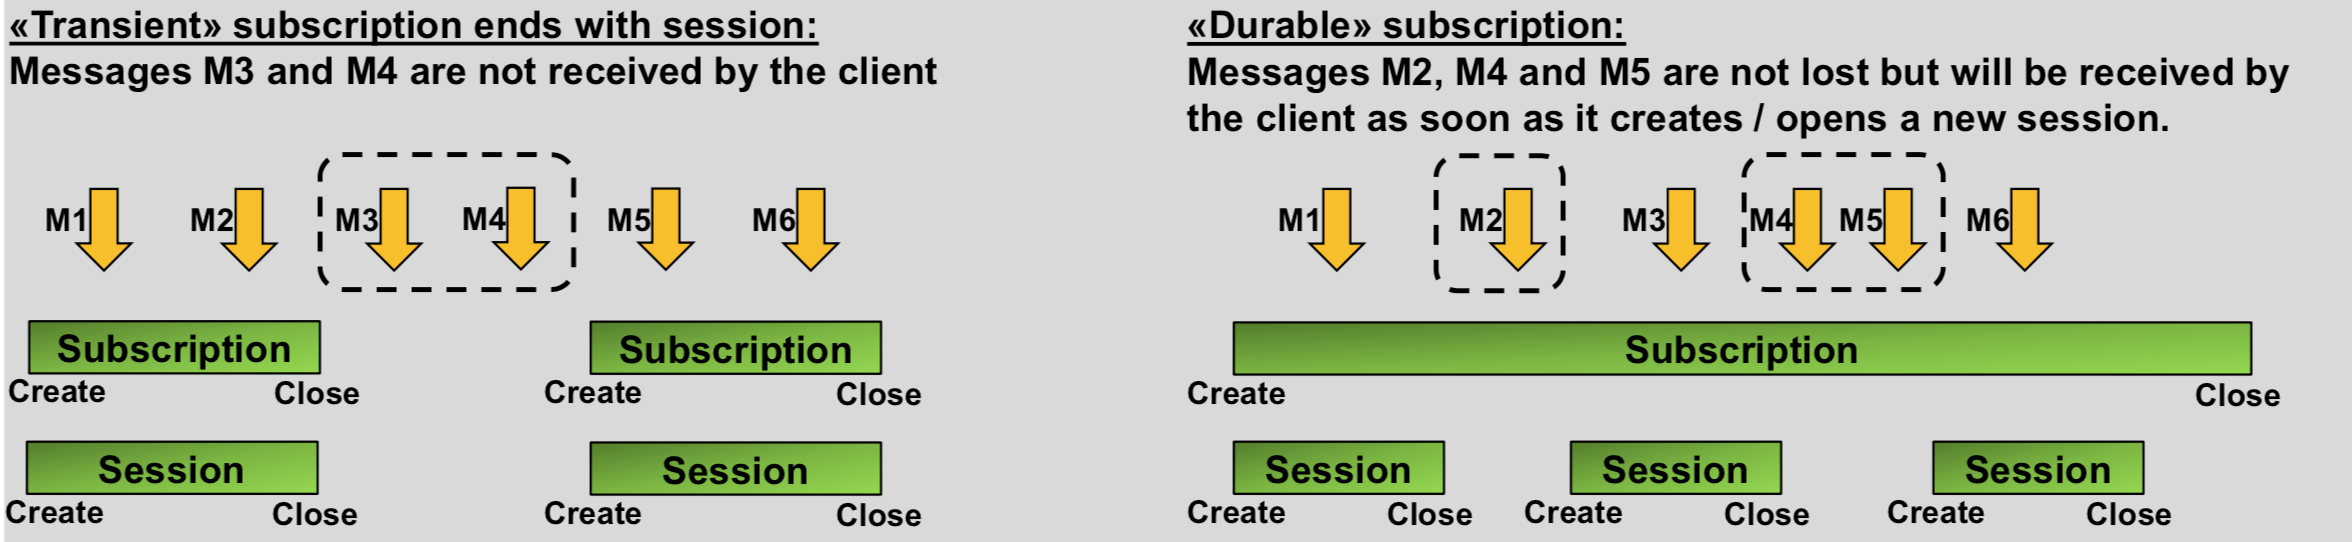 «Transient» subscription ends with session:
Messages M3 and M4 are not received by the client
M1 M2 M3 M4 M5 M6
Subscription Subscription
Create Close Create Close
Session Session
Create Close Create Close
«Durable» subscription:
Messages M2, M4 and M5 are not lost but will be received by
the client as soon as it creates / opens a new session.
M1 M2 M3 M4 M5 M6
Subscription
Create Close
Session Session Session
Create Close Create Close Create Close